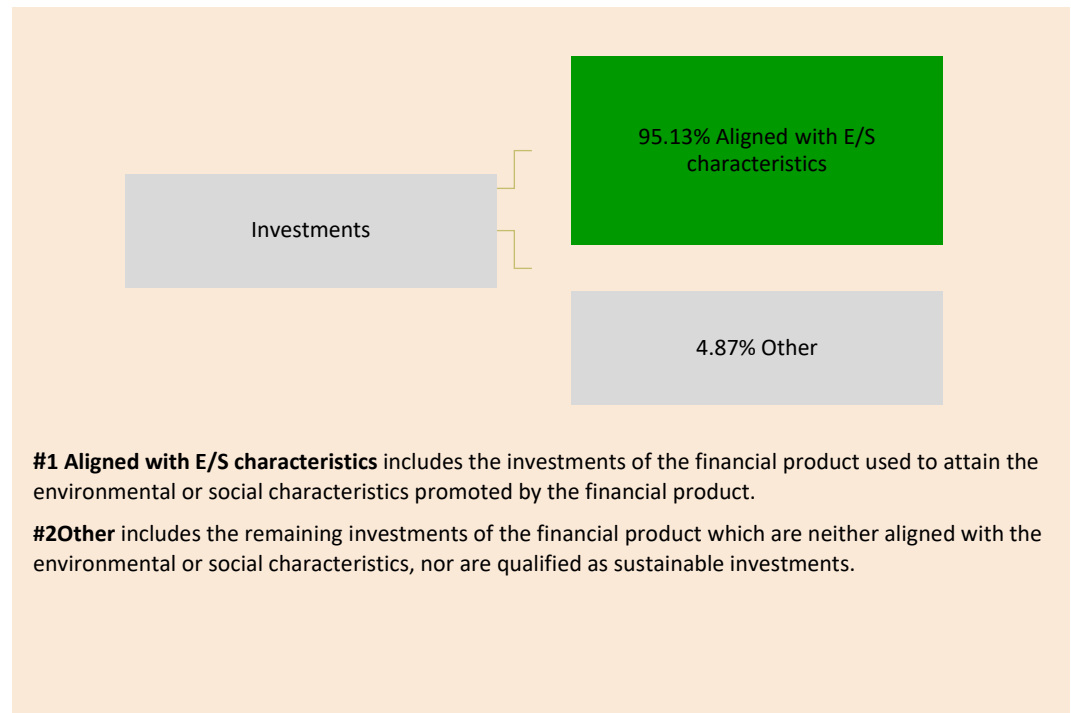 95.13% Aligned with E/S
characteristics
Investments
4.87% Other
#1 Aligned with E/S characteristics includes the investments of the financial product used to attain the
environmental or social characteristics promoted by the financial product.
#2Other includes the remaining investments of the financial product which are neither aligned with the
environmental or social characteristics, nor are qualified as sustainable investments.